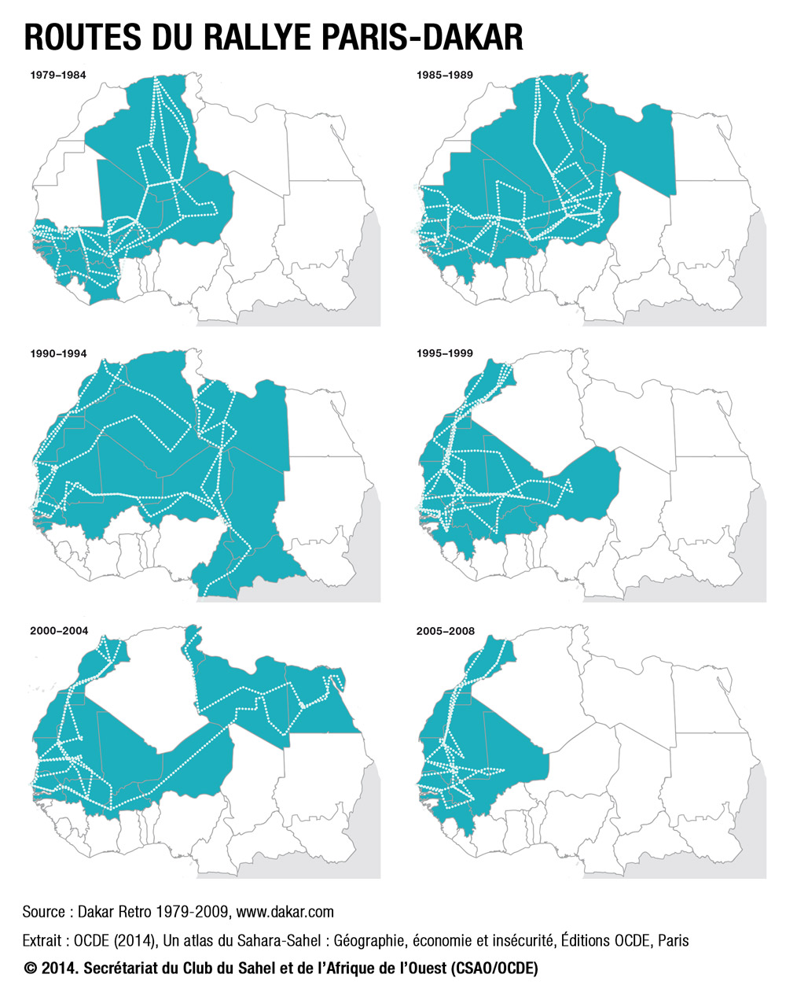 ROUTES DU RALLYE PARIS-DAKAR
1979–1984
1985–1989
1990–1994
1995–1999
2000–2004
2005–2008
Source : Dakar Retro 1979-2009, www.dakar.com
Extrait : OCDE (2014), Un atlas du Sahara-Sahel : Géographie, économie et insécurité, Éditions OCDE, Paris
© 2014. Secrétariat du Club du Sahel et de l’Afrique de l’Ouest (CSAO/OCDE)